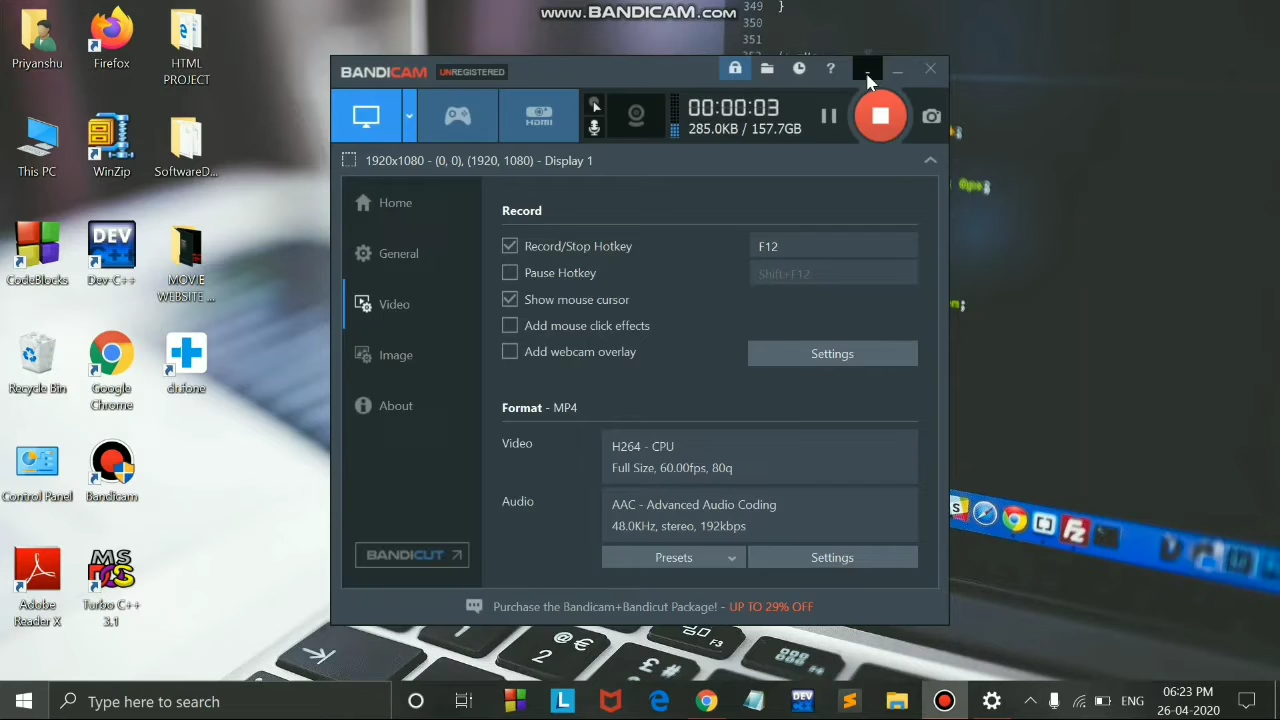 www.BANDICAM.com
349 }
350
351
Priyanshu
Firefox
HTML
PROJECT
This PC
WinZip
SoftwareD...
CodeBlocks
DEV
Dev-C++
MOVIE
WEBSITE ...
Recycle Bin
Google
Chrome
dr.fone
Control Panel
Bandicam
Adobe
Reader X
Turbo C++
3.1
BANDICAM UNREGISTERED
?
HDMI
00:00:03
285.0KB / 157.7GB
1920x1080 - (0, 0), (1920, 1080) - Display 1
Home
General
Video
Image
About
BANDICUT
Record
Record/Stop Hotkey
F12
Pause Hotkey
Shift+F12
Show mouse cursor
Add mouse click effects
Add webcam overlay
Settings
Format - MP4
Video
H264 - CPU
Full Size, 60.00fps, 80q
Audio
AAC - Advanced Audio Coding
48.0KHz, stereo, 192kbps
Presets
Settings
Purchase the Bandicam+Bandicut Package! - UP TO 29% OFF
Type here to search
L
DEV
ENG
06:23 PM
26-04-2020